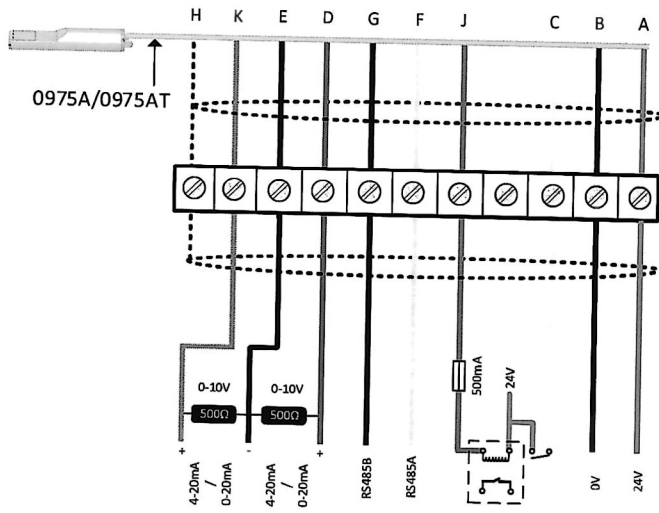 H K E D G F J C B A
0975A/0975AT
0-10V
0-10V
500Ω
500Ω
500mA
24V
+
4-20mA
/
0-20mA
-
4-20mA
/
0-20mA
+
RS485B
RS485A
0V
24V